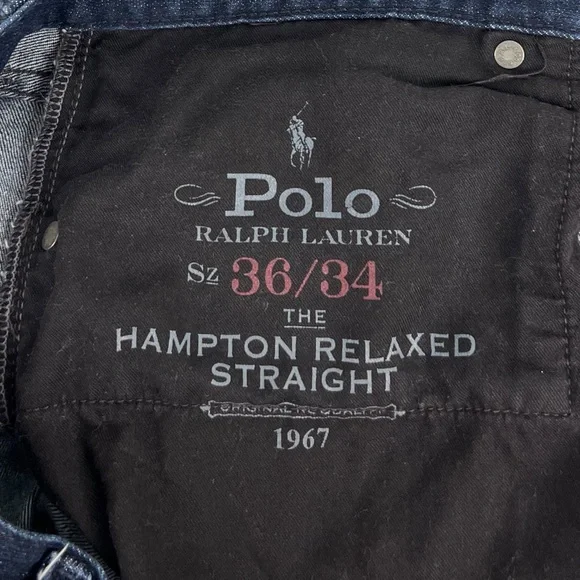 Polo
RALPH LAUREN
Sz 36/34
THE
HAMPTON RELAXED
STRAIGHT
1967